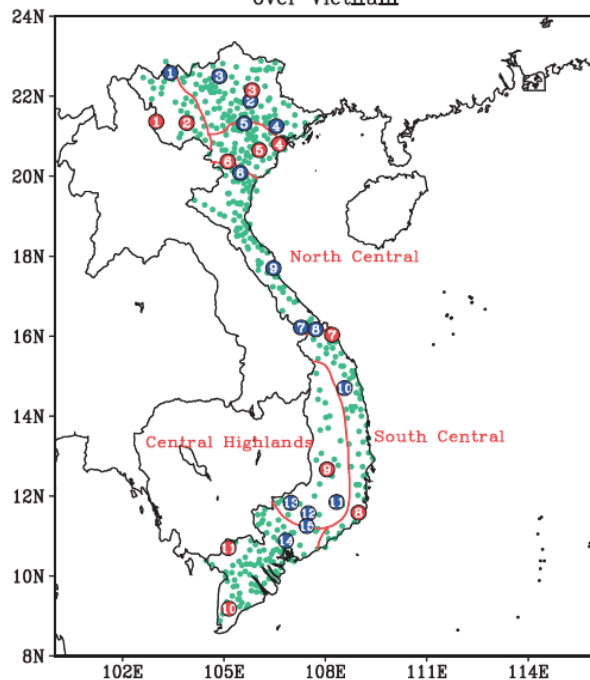 over Vietnam
24N
22N
20N
18N
16N
14N
12N
10N
8N
102E 105E 108E 111E 114E
1
3
3
2
1
2
5
4
4
5
6
6
9
North Central
7
8
7
10
Central Highlands
South Central
9
13
11
12
8
15
14
11
10